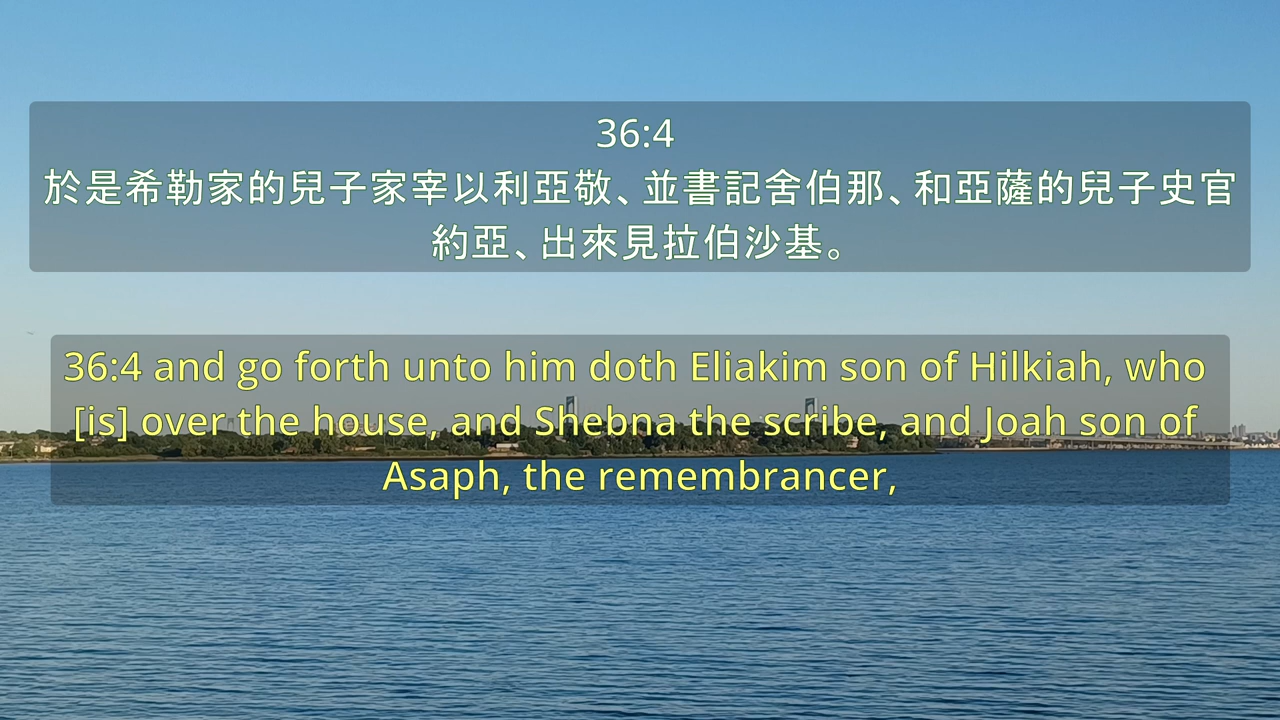 36:4
於是希勒家的兒子家宰以利亞敬、並書記舍伯那、和亞薩的兒子史官
約亞、出來見拉伯沙基。
36:4 and go forth unto him doth Eliakim son of Hilkiah, who
[is] over the house, and Shebna the scribe, and Joah son of
Asaph, the remembrancer,